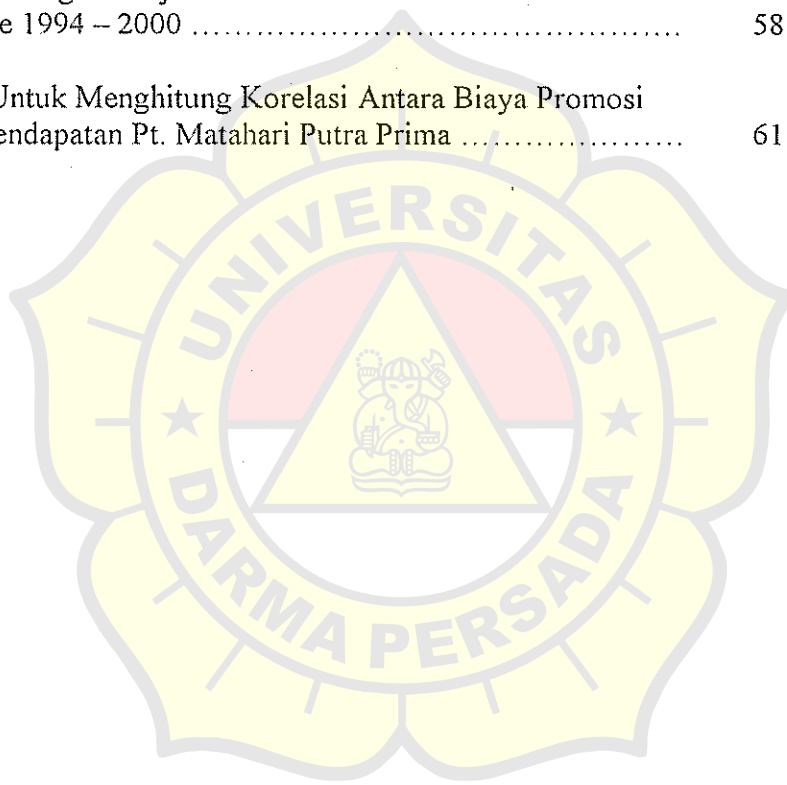 e 1994 – 2000 ................................................ 58
Untuk Menghitung Korelasi Antara Biaya Promosi
endapatan Pt. Matahari Putra Prima ...................... 61
UNIVERSITAS
DARMA PERSADA